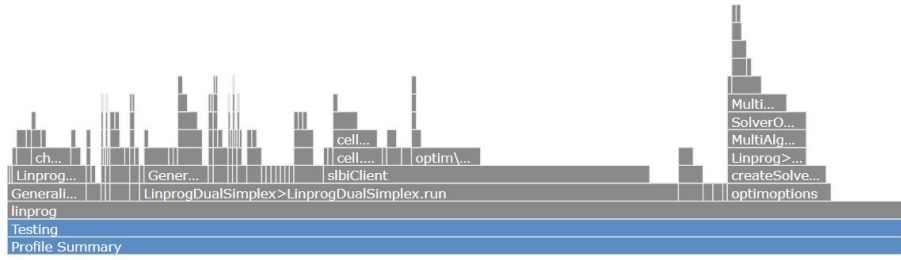 Multi...
SolverO...
cell...
MultiAlg...
ch...
cell....
optim\...
Linprog>...
Linprog...
Gener...
slbiClient
createSolve...
Generali...
LinprogDualSimplex>LinprogDualSimplex.run
optimoptions
linprog
Testing
Profile Summary